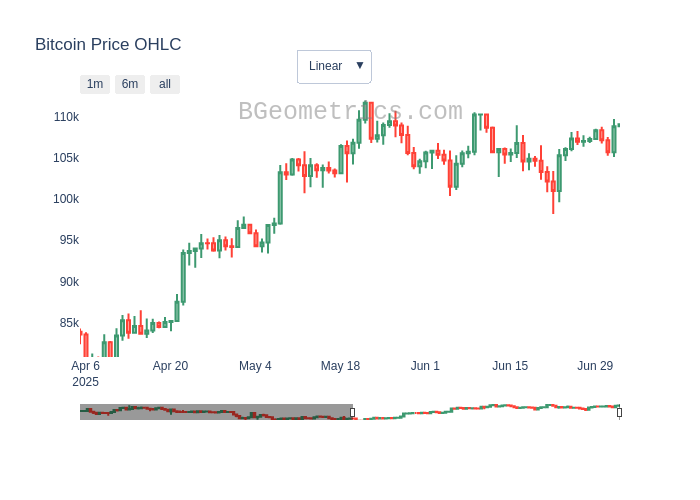 Bitcoin Price OHLC
Linear ▼
1m 6m all
BGeometrics.com
110k
105k
100k
95k
90k
85k
Apr 6 Apr 20 May 4 May 18 Jun 1 Jun 15 Jun 29
2025